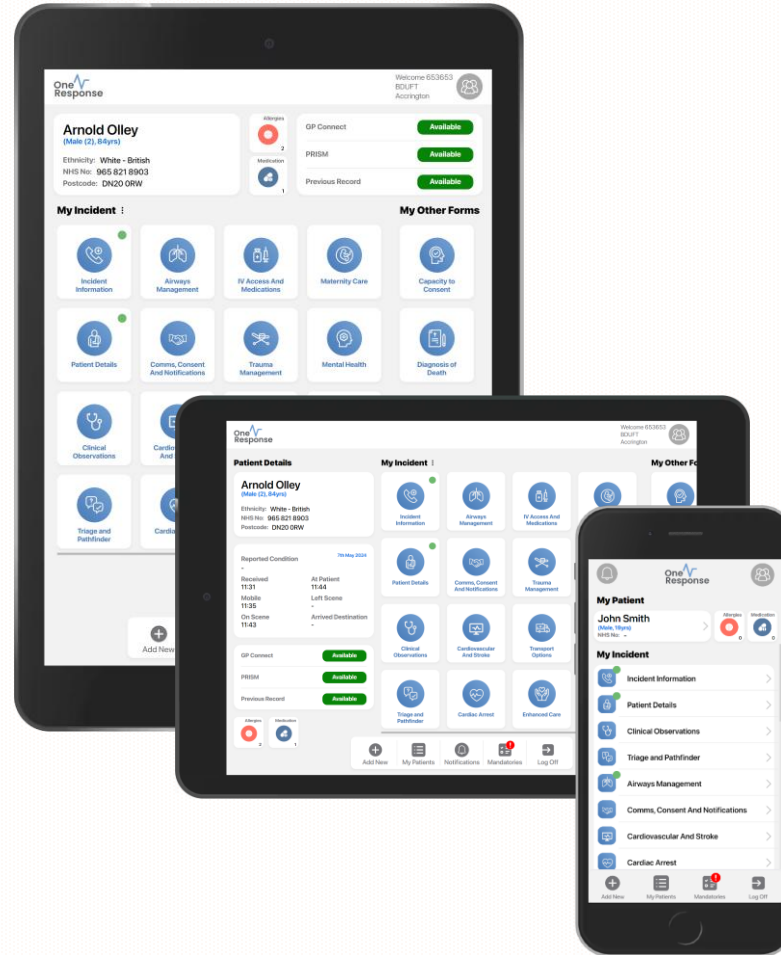 One
Response
Welcome 653653
BDUFT
Accrington
Arnold Olley
(Male (2), 84yrs)
Ethnicity: White - British
NHS No: 965 821 8903
Postcode: DN20 0RW
Allergies
2
Medication
1
GP Connect Available
PRISM Available
Previous Record Available
My Incident
My Other Forms
Incident
Information
Airways
Management
IV Access And
Medications
Maternity Care
Capacity to
Consent
Patient Details
Comms, Consent
And Notifications
Trauma
Management
Mental Health
Diagnosis of
Death
Clinical
Observations
Triage and
Pathfinder
Add New
One
Response
Welcome 653653
BDUFT
Accrington
Patient Details
Arnold Olley
(Male (2), 84yrs)
Ethnicity: White - British
NHS No: 965 821 8903
Postcode: DN20 0RW
Reported Condition 7th May 2024
-
Received At Patient
11:31 11:44
Mobile Left Scene
11:35 -
On Scene Arrived Destination
11:43 -
GP Connect Available
PRISM Available
Previous Record Available
Allergies
2
Medication
1
My Incident
My Other
Incident
Information
Airways
Management
IV Access And
Medications
Patient Details
Comms, Consent
And Notifications
Trauma
Management
Clinical
Observations
Cardiovascular
And Stroke
Transport
Options
Triage and
Pathfinder
Cardiac Arrest
Enhanced Care
Add New
My Patients
Notifications
Mandatories
Log Off
One
Response
My Patient
John Smith
(Male, 18yrs)
NHS No: -
Allergies
0
Medication
0
My Incident
Incident Information
Patient Details
Clinical Observations
Triage and Pathfinder
Airways Management
Comms, Consent And Notifications
Cardiovascular And Stroke
Cardiac Arrest
Add New
My Patients
Mandatories
Log Off